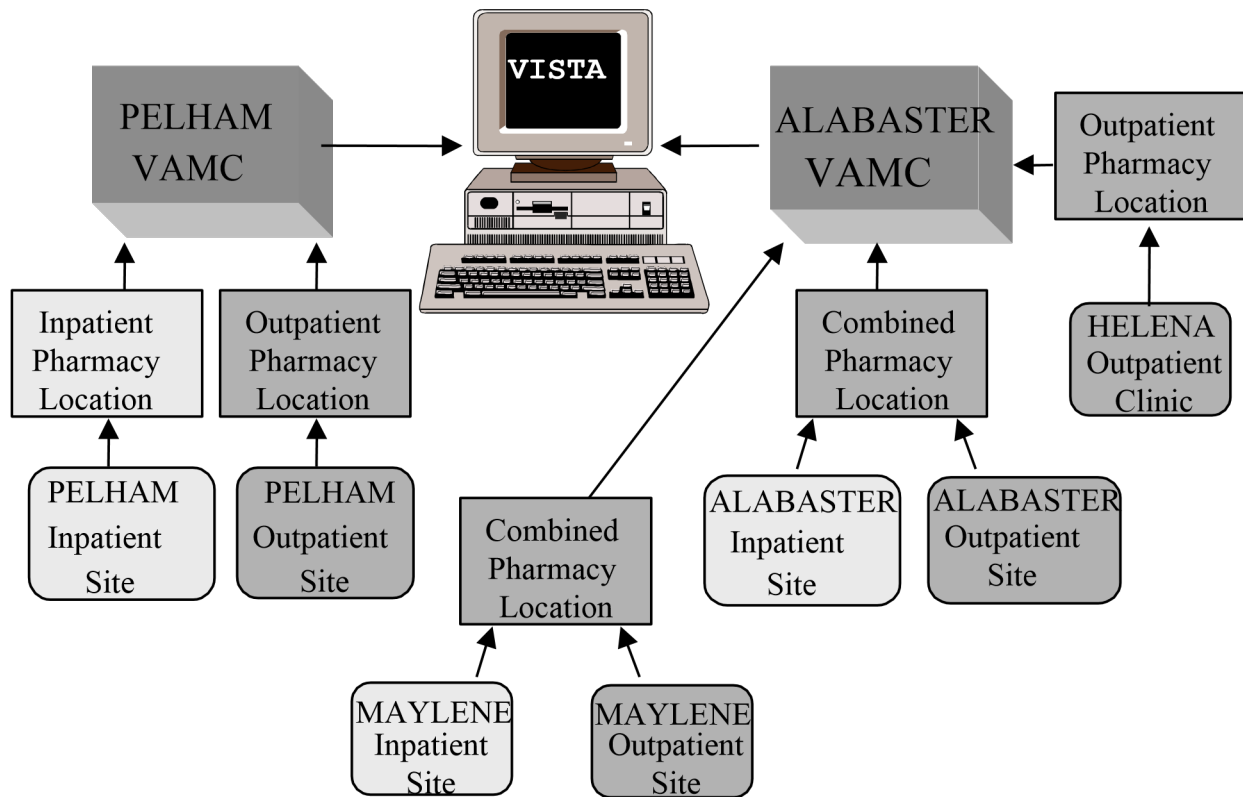 VISTA
PELHAM
VAMC
ALABASTER
VAMC
Outpatient
Pharmacy
Location
Inpatient
Pharmacy
Location
Outpatient
Pharmacy
Location
Combined
Pharmacy
Location
HELENA
Outpatient
Clinic
PELHAM
Inpatient
Site
PELHAM
Outpatient
Site
Combined
Pharmacy
Location
ALABASTER
Inpatient
Site
ALABASTER
Outpatient
Site
MAYLENE
Inpatient
Site
MAYLENE
Outpatient
Site